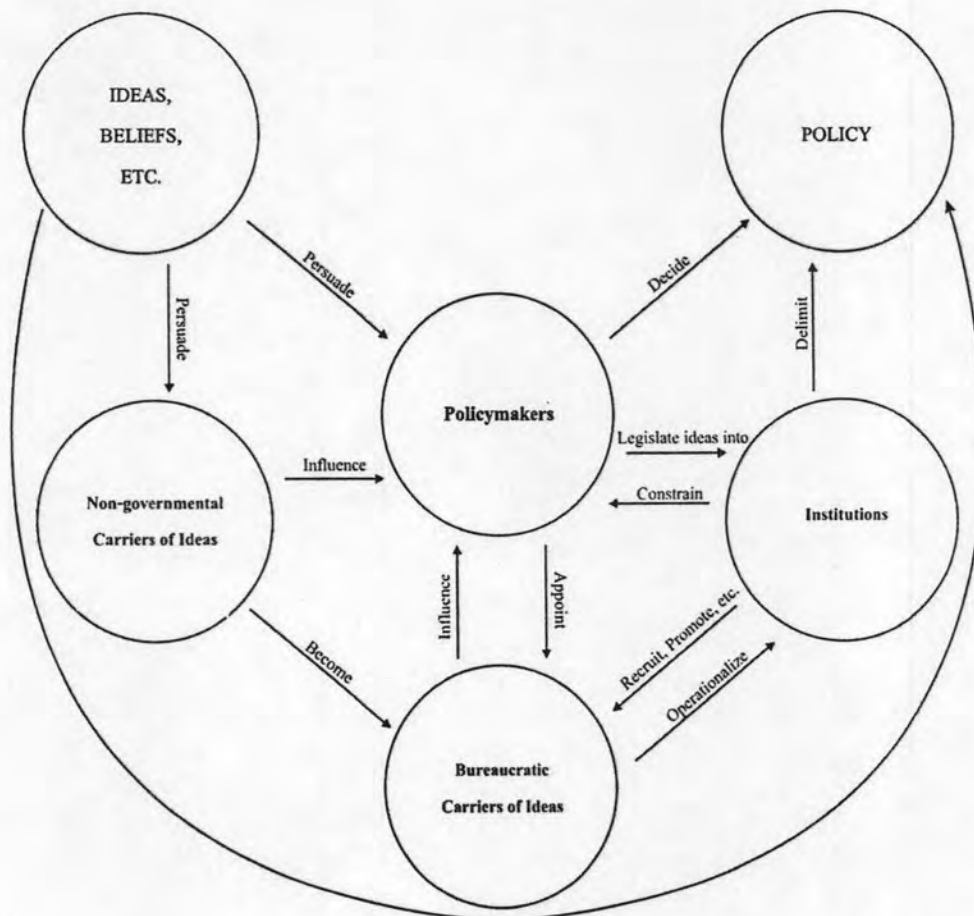 IDEAS,
BELIEFS,
ETC.
POLICY
Persuade
Persuade
Decide
Delimit
Policymakers
Legislate ideas into
Constrain
Influence
Non-governmental
Carriers of Ideas
Institutions
Influence
Appoint
Become
Recruit, Promote, etc.
Operationalize
Bureaucratic
Carriers of Ideas